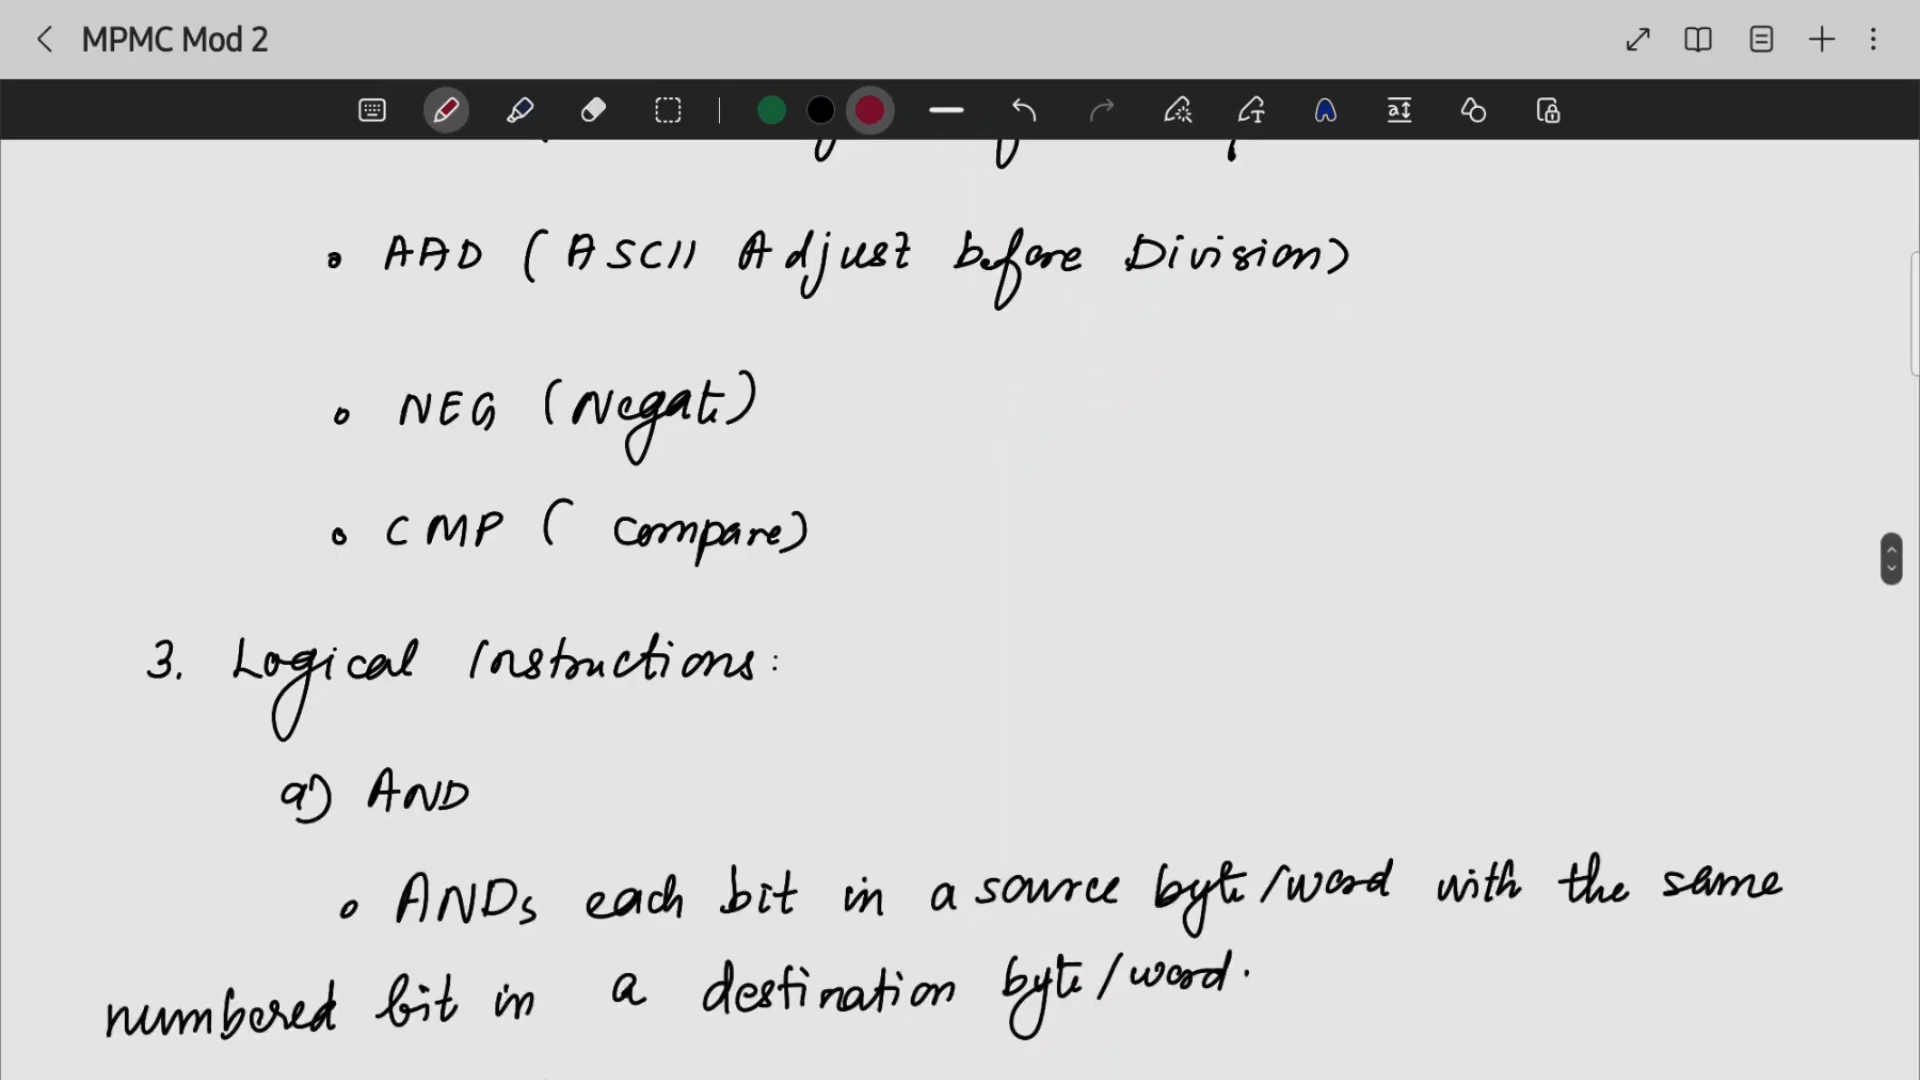 MPMC Mod 2
• AAD (ASCII Adjust before Division)
• NEG (Negate)
• CMP (Compare)
3. Logical Instructions:
a) AND
• ANDs each bit in a source byte/word with the same
numbered bit in a destination byte/word.